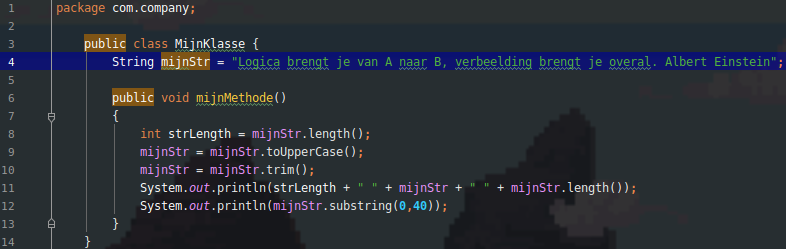 1 package com.company;
2
3 public class MijnKlasse {
4 String mijnStr = "Logica brengt je van A naar B, verbeelding brengt je overal. Albert Einstein";
5
6 public void mijnMethode()
7 {
8 int strLength = mijnStr.length();
9 mijnStr = mijnStr.toUpperCase();
10 mijnStr = mijnStr.trim();
11 System.out.println(strLength + " " + mijnStr + " " + mijnStr.length());
12 System.out.println(mijnStr.substring(0,40));
13 }
14 }